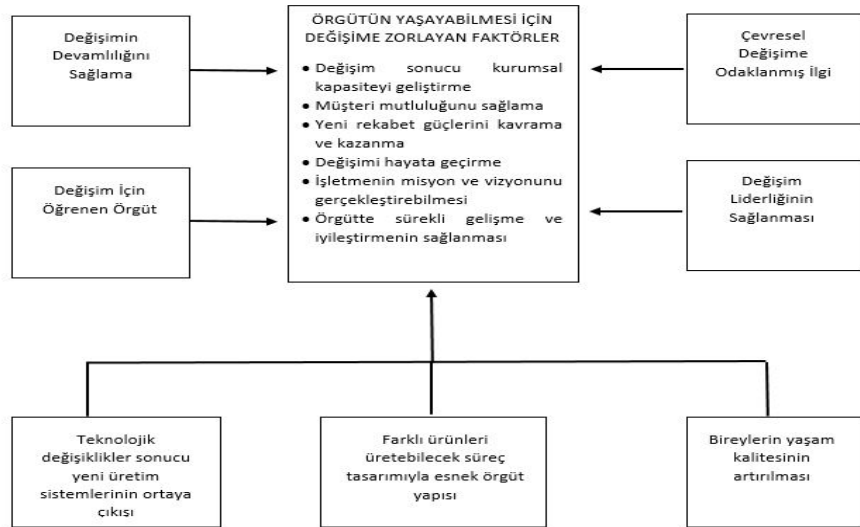 Değişimin
Devamlılığını
Sağlama
ÖRGÜTÜN YAŞAYABİLMESİ İÇİN
DEĞİŞİME ZORLAYAN FAKTÖRLER
• Değişim sonucu kurumsal
kapasiteyi geliştirme
• Müşteri mutluluğunu sağlama
• Yeni rekabet güçlerini kavrama
ve kazanma
• Değişimi hayata geçirme
• İşletmenin misyon ve vizyonunu
gerçekleştirebilmesi
• Örgütte sürekli gelişme ve
iyileştirmenin sağlanması
Çevresel
Değişime
Odaklanmış İlgi
Değişim İçin
Öğrenen Örgüt
Değişim
Liderliğinin
Sağlanması
Teknolojik
değişiklikler sonucu
yeni üretim
sistemlerinin ortaya
çıkışı
Farklı ürünleri
üretebilecek süreç
tasarımıyla esnek örgüt
yapısı
Bireylerin yaşam
kalitesinin
artırılması